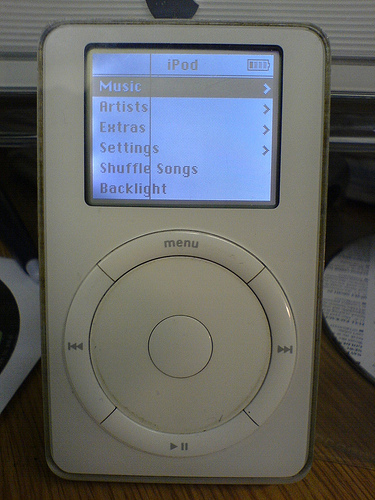 iPod
Music
Artists
Extras
Settings
Shuffle Songs
Backlight
menu